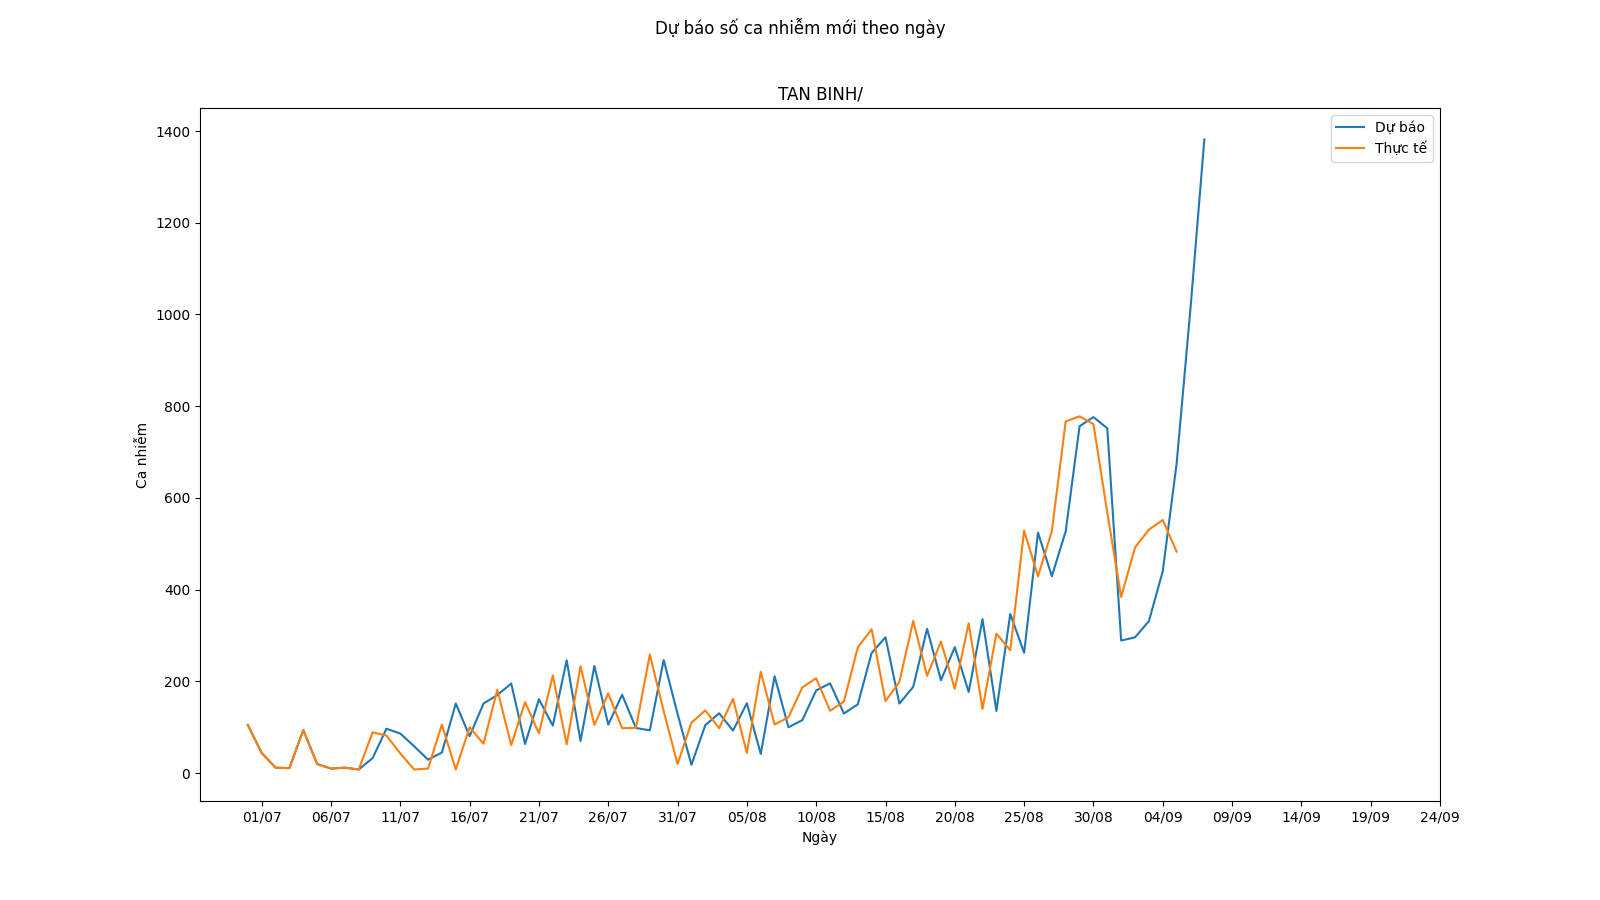 Dự báo số ca nhiễm mới theo ngày
TAN BINH/
Dự báo
Thực tế
1400
1200
1000
800
600
400
200
0
Ca nhiễm
01/07 06/07 11/07 16/07 21/07 26/07 31/07 05/08 10/08 15/08 20/08 25/08 30/08 04/09 09/09 14/09 19/09 24/09
Ngày